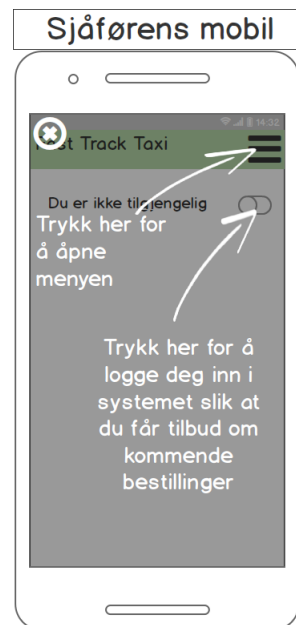 Sjåførens mobil
14:32
Fast Track Taxi
Du er ikke tilgjengelig
Trykk her for
å åpne
menyen
Trykk her for å
logge deg inn i
systemet slik at
du får tilbud om
kommende
bestillinger